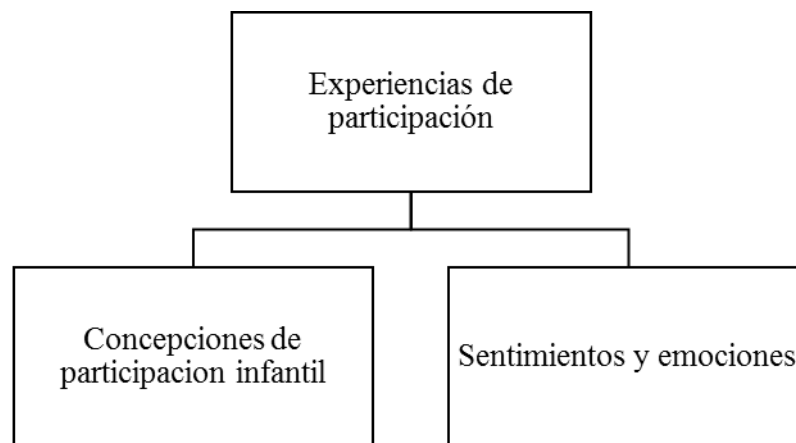 Experiencias de
participación
Concepciones de
participacion infantil
Sentimientos y emociones